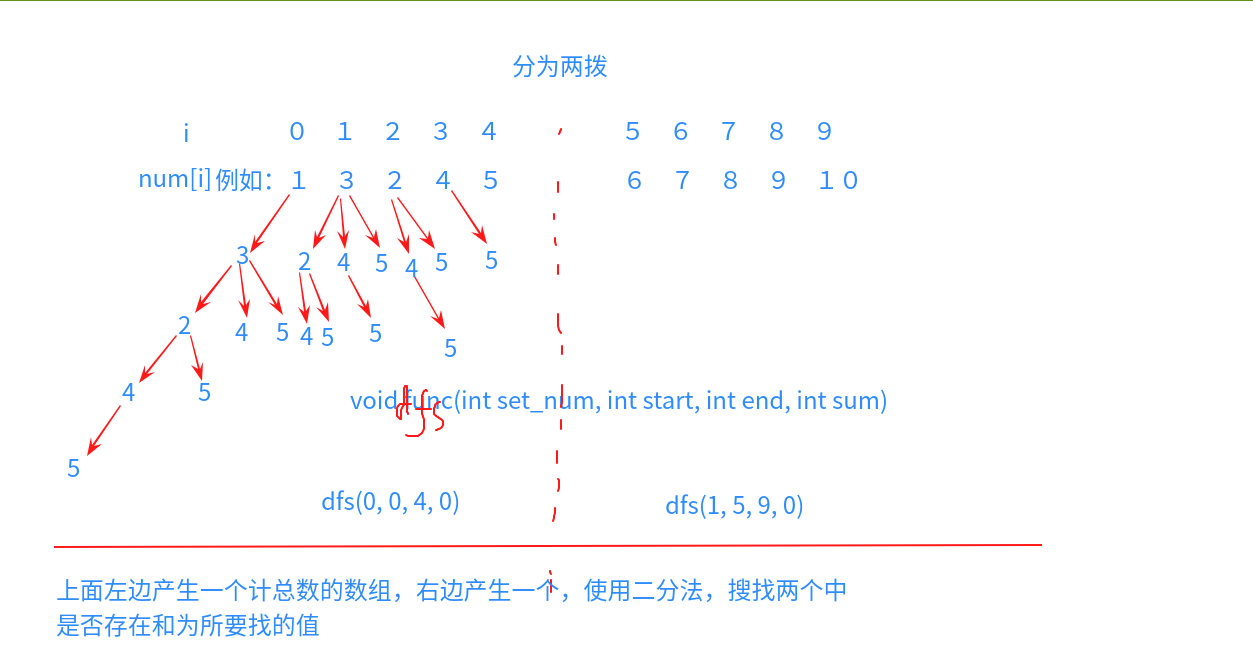 分为两拨
i 0 1 2 3 4 5 6 7 8 9
num[i] 例如： 1 3 2 4 5 6 7 8 9 10
3 2 4 5 4 5 5
2 4 5 4 5 5 5
4 5
void func(int set_num, int start, int end, int sum)
dfs
5
dfs(0, 0, 4, 0) dfs(1, 5, 9, 0)
上面左边产生一个计总数的数组，右边产生一个，使用二分法，搜找两个中
是否存在和为所要找的值